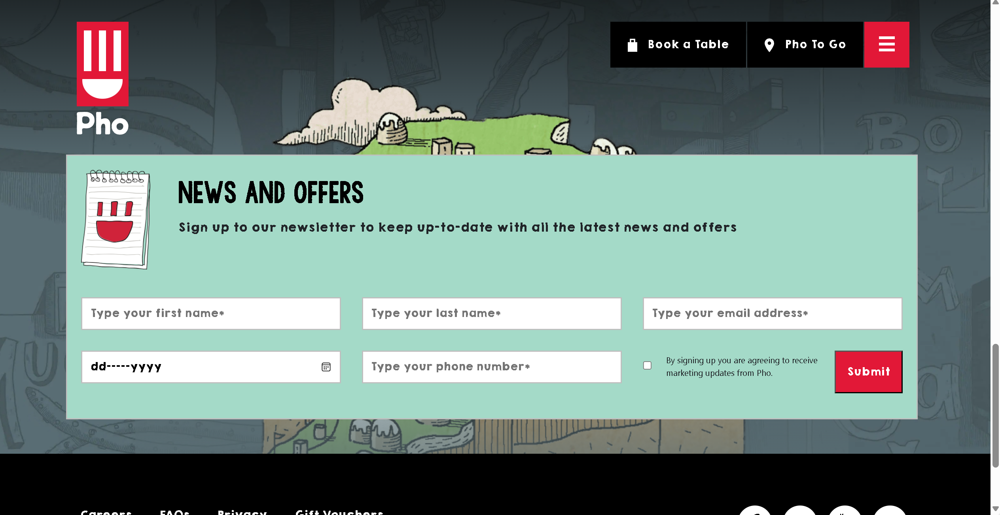 Book a Table
Pho To Go
Pho
NEWS AND OFFERS
Sign up to our newsletter to keep up-to-date with all the latest news and offers
Type your first name*
Type your last name*
Type your email address*
dd-----yyyy
Type your phone number*
By signing up you are agreeing to receive
marketing updates from Pho.
Submit
Careers
FAQs
Privacy
Gift Vouchers